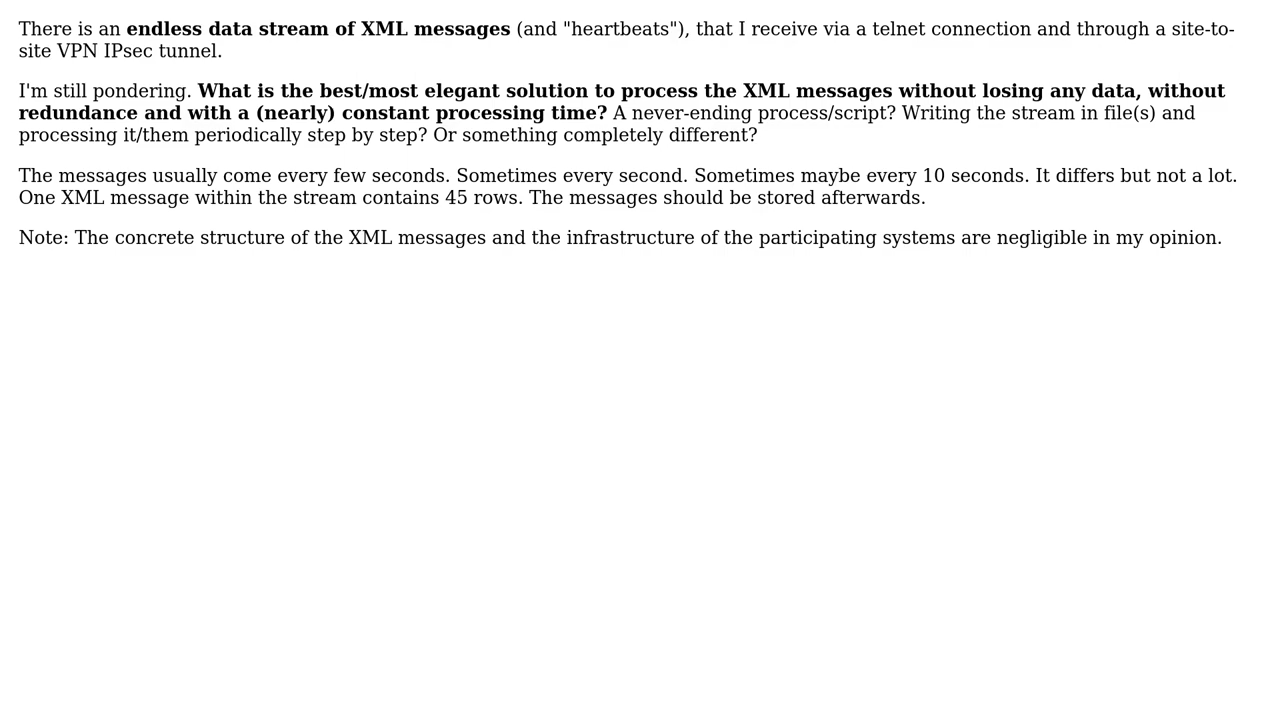 There is an endless data stream of XML messages (and "heartbeats"), that I receive via a telnet connection and through a site-to-
site VPN IPsec tunnel.
I'm still pondering. What is the best/most elegant solution to process the XML messages without losing any data, without
redundance and with a (nearly) constant processing time? A never-ending process/script? Writing the stream in file(s) and
processing it/them periodically step by step? Or something completely different?
The messages usually come every few seconds. Sometimes every second. Sometimes maybe every 10 seconds. It differs but not a lot.
One XML message within the stream contains 45 rows. The messages should be stored afterwards.
Note: The concrete structure of the XML messages and the infrastructure of the participating systems are negligible in my opinion.